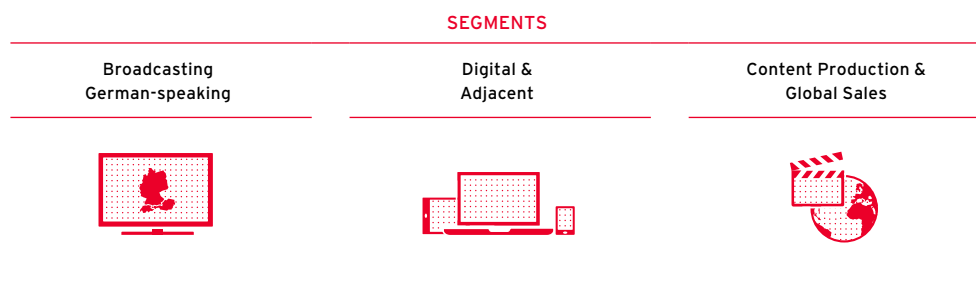 SEGMENTS
Broadcasting
German-speaking
Digital &
Adjacent
Content Production &
Global Sales